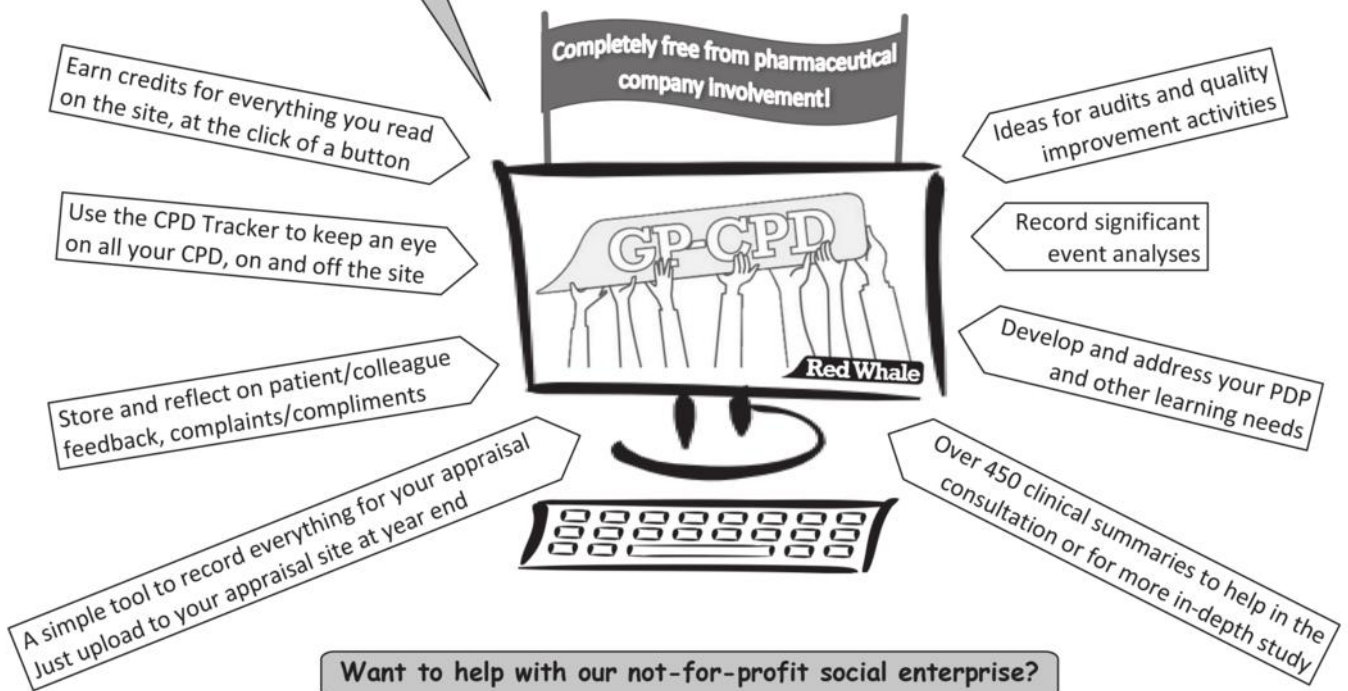 Completely free from pharmaceutical
company involvement!
Earn credits for everything you read
on the site, at the click of a button
Use the CPD Tracker to keep an eye
on all your CPD, on and off the site
Store and reflect on patient/colleague
feedback, complaints/compliments
A simple tool to record everything for your appraisal
Just upload to your appraisal site at year end
GP-CPD
Red Whale
Ideas for audits and quality
improvement activities
Record significant
event analyses
Develop and address your PDP
and other learning needs
Over 450 clinical summaries to help in the
consultation or for more in-depth study
Want to help with our not-for-profit social enterprise?